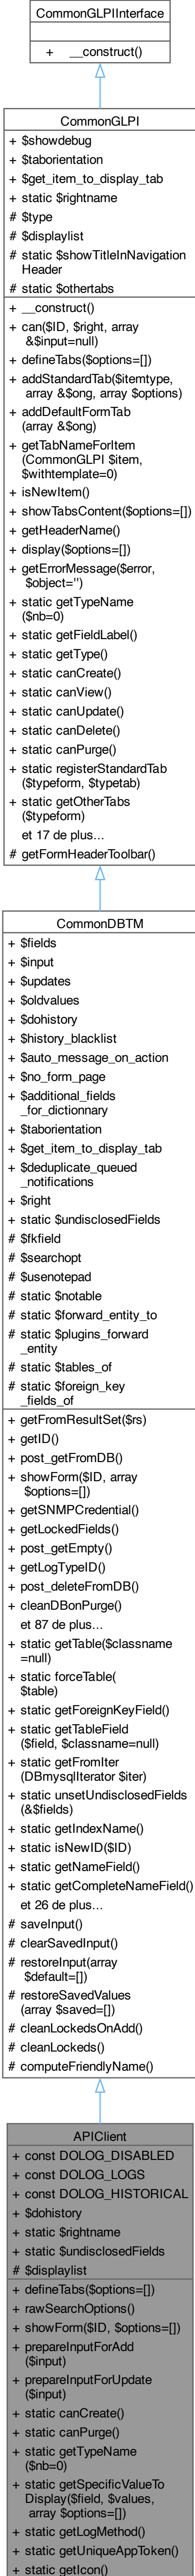 CommonGLPIInterface
+ __construct()
CommonGLPI
+ $showdebug
+ $taborientation
+ $get_item_to_display_tab
+ static $rightname
# $type
# $displaylist
# static $showTitleInNavigation
Header
# static $othertabs
+ __construct()
+ can($ID, $right, array
&$input=null)
+ defineTabs($options=[])
+ addStandardTab($itemtype,
array &$ong, array $options)
+ addDefaultFormTab
(array &$ong)
+ getTabNameForItem
(CommonGLPI $item,
$withtemplate=0)
+ isNewItem()
+ showTabsContent($options=[])
+ getHeaderName()
+ display($options=[])
+ getErrorMessage($error,
$object='')
+ static getTypeName
($nb=0)
+ static getFieldLabel()
+ static getType()
+ static canCreate()
+ static canView()
+ static canUpdate()
+ static canDelete()
+ static canPurge()
+ static registerStandardTab
($typeform, $typetab)
+ static getOtherTabs
($typeform)
et 17 de plus...
# getFormHeaderToolbar()
CommonDBTM
+ $fields
+ $input
+ $updates
+ $oldvalues
+ $dohistory
+ $history_blacklist
+ $auto_message_on_action
+ $no_form_page
+ $additional_fields
_for_dictionnary
+ $taborientation
+ $get_item_to_display_tab
+ $deduplicate_queued
_notifications
+ $right
+ static $undisclosedFields
# $fkfield
# $searchopt
# $usenotepad
# static $notable
# static $forward_entity_to
# static $plugins_forward
_entity
# static $tables_of
# static $foreign_key
_fields_of
+ getFromResultSet($rs)
+ getID()
+ post_getFromDB()
+ showForm($ID, array
$options=[])
+ getSNMPCredential()
+ getLockedFields()
+ post_getEmpty()
+ getLogTypeID()
+ post_deleteFromDB()
+ cleanDBonPurge()
et 87 de plus...
+ static getTable($classname
=null)
+ static forceTable(
$table)
+ static getForeignKeyField()
+ static getTableField
($field, $classname=null)
+ static getFromIter
(DBmysqlIterator $iter)
+ static unsetUndisclosedFields
(&$fields)
+ static getIndexName()
+ static isNewID($ID)
+ static getNameField()
+ static getCompleteNameField()
et 26 de plus...
# saveInput()
# clearSavedInput()
# restoreInput(array
$default=[])
# restoreSavedValues
(array $saved=[])
# cleanLockedsOnAdd()
# cleanLockeds()
# computeFriendlyName()
APIClient
+ const DOLOG_DISABLED
+ const DOLOG_LOGS
+ const DOLOG_HISTORICAL
+ $dohistory
+ static $rightname
+ static $undisclosedFields
# $displaylist
+ defineTabs($options=[])
+ rawSearchOptions()
+ showForm($ID, $options=[])
+ prepareInputForAdd
($input)
+ prepareInputForUpdate
($input)
+ static canCreate()
+ static canPurge()
+ static getTypeName
($nb=0)
+ static getSpecificValueTo
Display($field, $values,
array $options=[])
+ static getLogMethod()
+ static getUniqueAppToken()
+ static getIcon()